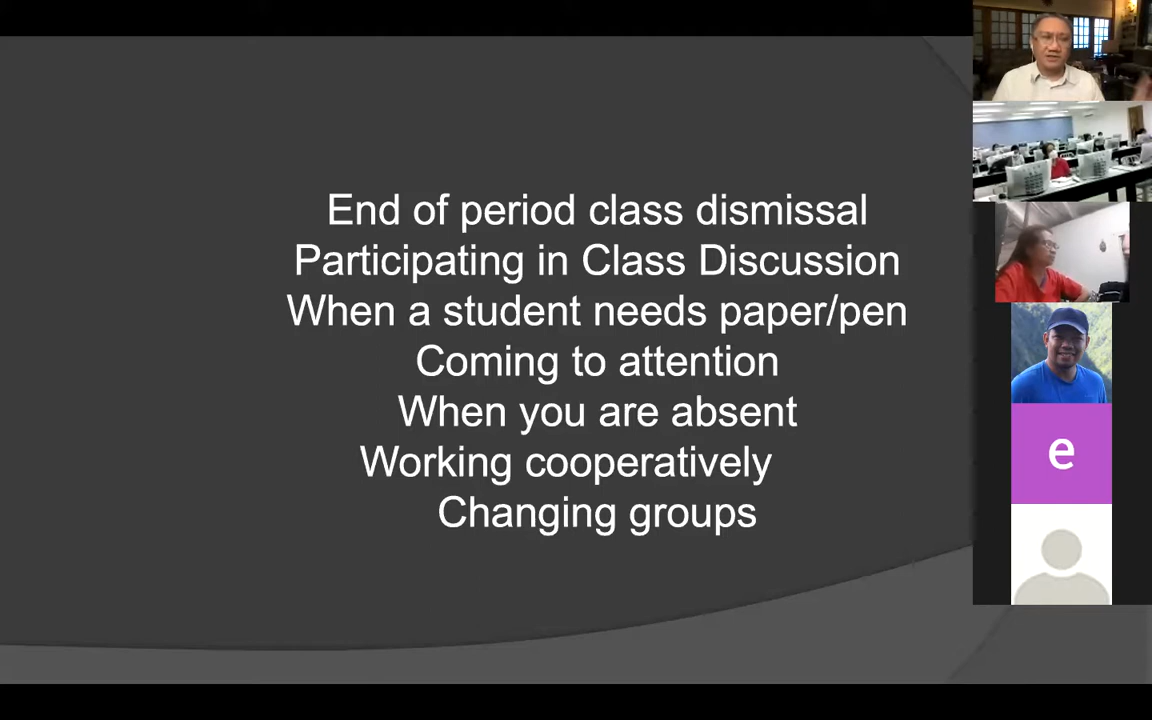 End of period class dismissal
Participating in Class Discussion
When a student needs paper/pen
Coming to attention
When you are absent
Working cooperatively
Changing groups
e